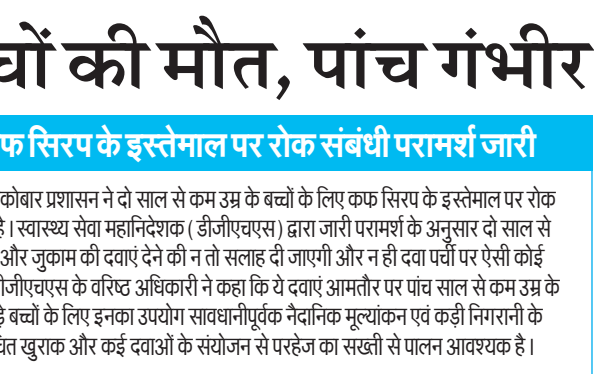 की मौत, पांच गंभीर
सिरप के इस्तेमाल पर रोक संबंधी परामर्श जारी
प्रशासन ने दो साल से कम उम्र के बच्चों के लिए कफ सिरप के इस्तेमाल पर रोक
है। स्वास्थ्य सेवा महानिदेशक ( डीजीएचएस ) द्वारा जारी परामर्श के अनुसार दो साल से
और जुकाम की दवाएं देने की न तो सलाह दी जाएगी और न ही दवा पर्ची पर ऐसी कोई
के वरिष्ठ अधिकारी ने कहा कि ये दवाएं आमतौर पर पांच साल से कम उम्र के
बच्चों के लिए इनका उपयोग सावधानीपूर्वक नैदानिक मूल्यांकन एवं कड़ी निगरानी के
खुराक और कई दवाओं के संयोजन से परहेज का सख्ती से पालन आवश्यक है।